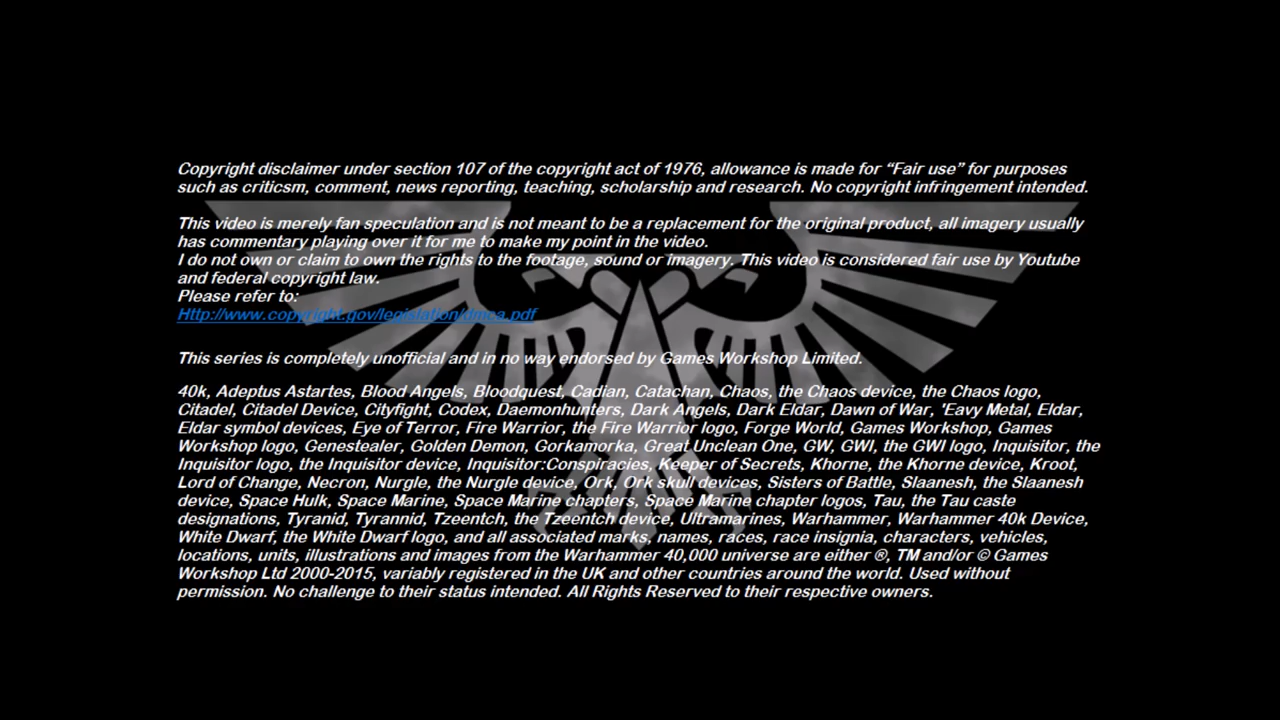 Copyright disclaimer under section 107 of the copyright act of 1976, allowance is made for “Fair use” for purposes
such as criticsm, comment, news reporting, teaching, scholarship and research. No copyright infringement intended.
This video is merely fan speculation and is not meant to be a replacement for the original product, all imagery usually
has commentary playing over it for me to make my point in the video.
I do not own or claim to own the rights to the footage, sound or imagery. This video is considered fair use by Youtube
and federal copyright law.
Please refer to:
Http://www.copyright.gov/legislation/dmca.pdf
This series is completely unofficial and in no way endorsed by Games Workshop Limited.
40k, Adeptus Astartes, Blood Angels, Bloodquest, Cadian, Catachan, Chaos, the Chaos device, the Chaos logo,
Citadel, Citadel Device, Cityfight, Codex, Daemonhunters, Dark Angels, Dark Eldar, Dawn of War, 'Eavy Metal, Eldar,
Eldar symbol devices, Eye of Terror, Fire Warrior, the Fire Warrior logo, Forge World, Games Workshop, Games
Workshop logo, Genestealer, Golden Demon, Gorkamorka, Great Unclean One, GW, GWI, the GWI logo, Inquisitor, the
Inquisitor logo, the Inquisitor device, Inquisitor:Conspiracies, Keeper of Secrets, Khorne, the Khorne device, Kroot,
Lord of Change, Necron, Nurgle, the Nurgle device, Ork, Ork skull devices, Sisters of Battle, Slaanesh, the Slaanesh
device, Space Hulk, Space Marine, Space Marine chapters, Space Marine chapter logos, Tau, the Tau caste
designations, Tyranid, Tyrannid, Tzeentch, the Tzeentch device, Ultramarines, Warhammer, Warhammer 40k Device,
White Dwarf, the White Dwarf logo, and all associated marks, names, races, race insignia, characters, vehicles,
locations, units, illustrations and images from the Warhammer 40,000 universe are either ®, TM and/or © Games
Workshop Ltd 2000-2015, variably registered in the UK and other countries around the world. Used without
permission. No challenge to their status intended. All Rights Reserved to their respective owners.